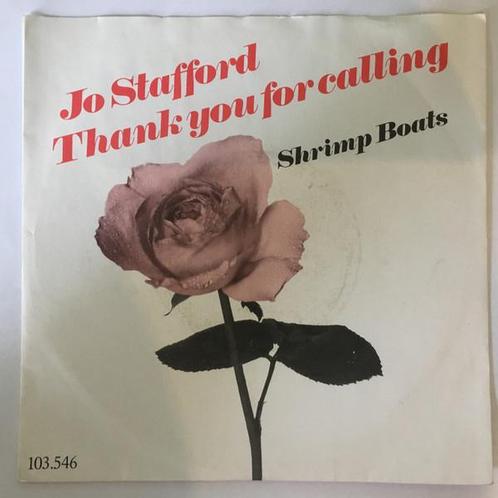 Jo Stafford
Thank you for calling
Shrimp Boats
103.546